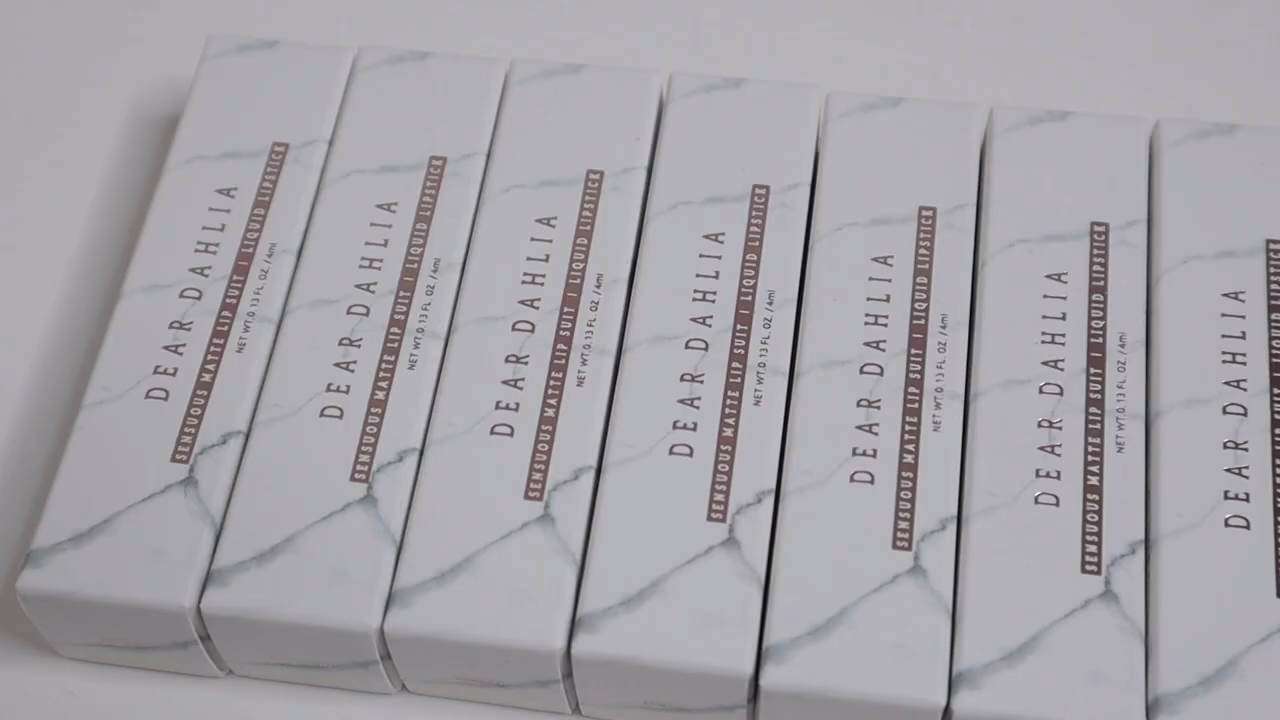 DEAR DAHLIA
SENSUOUS MATTE LIP SUIT | LIQUID LIPSTICK
NET WT.0.13 FL. OZ. / 4ml
DEAR DAHLIA
SENSUOUS MATTE LIP SUIT | LIQUID LIPSTICK
NET WT.0.13 FL. OZ. / 4ml
DEAR DAHLIA
SENSUOUS MATTE LIP SUIT | LIQUID LIPSTICK
NET WT.0.13 FL. OZ. / 4ml
DEAR DAHLIA
SENSUOUS MATTE LIP SUIT | LIQUID LIPSTICK
NET WT.0.13 FL. OZ. / 4ml
DEAR DAHLIA
SENSUOUS MATTE LIP SUIT | LIQUID LIPSTICK
NET WT.0.13 FL. OZ. / 4ml
DEAR DAHLIA
SENSUOUS MATTE LIP SUIT | LIQUID LIPSTICK
NET WT.0.13 FL. OZ. / 4ml
DEAR DAHLIA